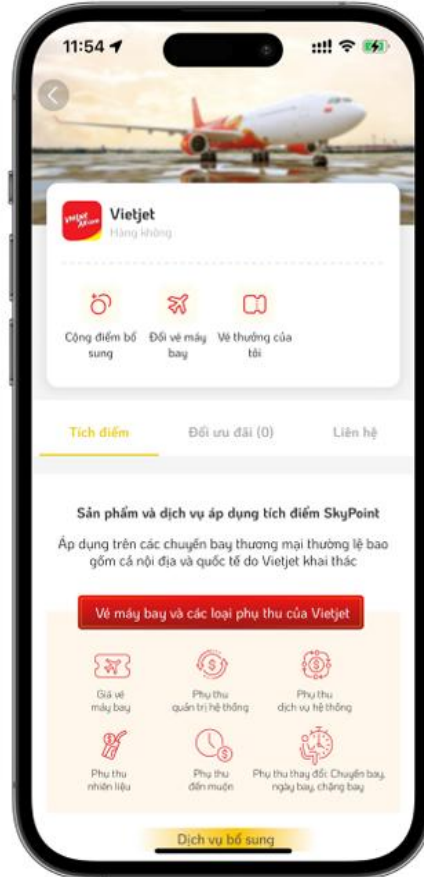 11:54
Vietjet Air.com
Vietjet
Hàng không
Cộng điểm bổ sung
Đổi vé máy bay
Vé thưởng của tôi
Tích điểm
Đổi ưu đãi (0)
Liên hệ
Sản phẩm và dịch vụ áp dụng tích điểm SkyPoint
Áp dụng trên các chuyến bay thương mại thường lệ bao
gồm cả nội địa và quốc tế do Vietjet khai thác
Vé máy bay và các loại phụ thu của Vietjet
Giá vé
máy bay
Phụ thu
quản trị hệ thống
Phụ thu
dịch vụ hệ thống
Phụ thu
nhiên liệu
Phụ thu
đến muộn
Phụ thu thay đổi: Chuyến bay,
ngày bay, chặng bay
Dịch vụ bổ sung